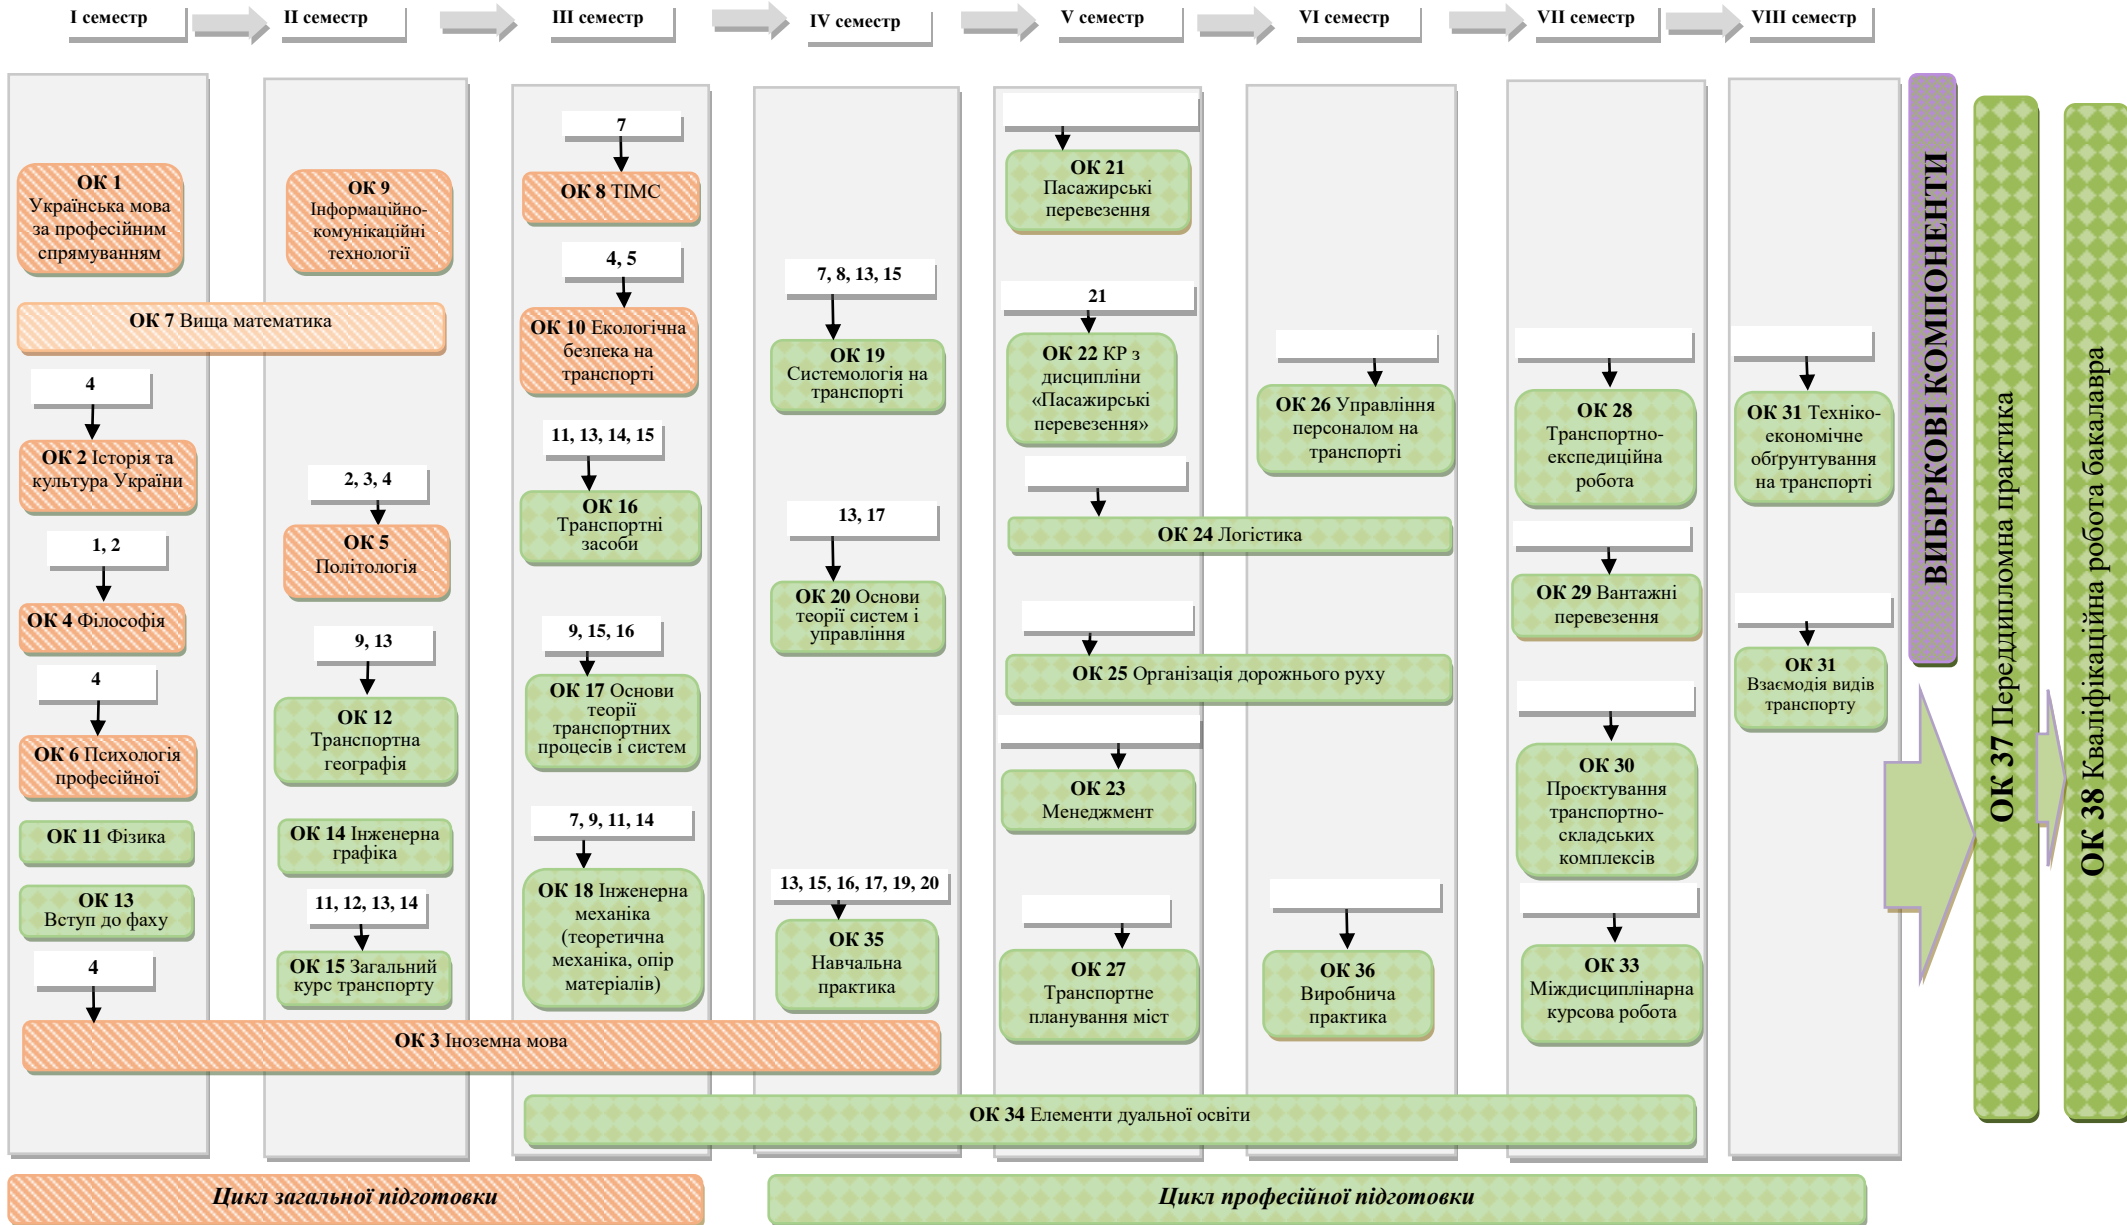 I семестр
II семестр
III семестр
IV семестр
V семестр
VI семестр
VII семестр
VIII семестр
ОК 1
Українська мова
за професійним
спрямуванням
ОК 7 Вища математика
4
ОК 2 Історія та
культура України
1, 2
ОК 4 Філософія
4
ОК 6 Психологія
професійної
ОК 11 Фізика
ОК 13
Вступ до фаху
4
ОК 3 Іноземна мова
ОК 9
Інформаційно-
комунікаційні
технології
2, 3, 4
ОК 5
Політологія
9, 13
ОК 12
Транспортна
географія
ОК 14 Інженерна
графіка
11, 12, 13, 14
ОК 15 Загальний
курс транспорту
7
ОК 8 ТІМС
4, 5
ОК 10 Екологічна
безпека на
транспорті
11, 13, 14, 15
ОК 16
Транспортні
засоби
9, 15, 16
ОК 17 Основи
теорії
транспортних
процесів і систем
7, 9, 11, 14
ОК 18 Інженерна
механіка
(теоретична
механіка, опір
матеріалів)
7, 8, 13, 15
ОК 19
Системологія на
транспорті
13, 17
ОК 20 Основи
теорії систем і
управління
13, 15, 16, 17, 19, 20
ОК 35
Навчальна
практика
ОК 21
Пасажирські
перевезення
21
ОК 22 КР з
дисципліни
«Пасажирські
перевезення»
ОК 24 Логістика
ОК 25 Організація дорожнього руху
ОК 23
Менеджмент
ОК 27
Транспортне
планування міст
ОК 26 Управління
персоналом на
транспорті
ОК 36
Виробнича
практика
ОК 28
Транспортно-
експедиційна
робота
ОК 29 Вантажні
перевезення
ОК 30
Проєктування
транспортно-
складських
комплексів
ОК 33
Міждисциплінарна
курсова робота
ОК 31 Техніко-
економічне
обґрунтування
на транспорті
ОК 31
Взаємодія видів
транспорту
ОК 34 Елементи дуальної освіти
ВИБІРКОВІ КОМПОНЕНТИ
ОК 37 Переддипломна практика
ОК 38 Кваліфікаційна робота бакалавра
Цикл загальної підготовки
Цикл професійної підготовки